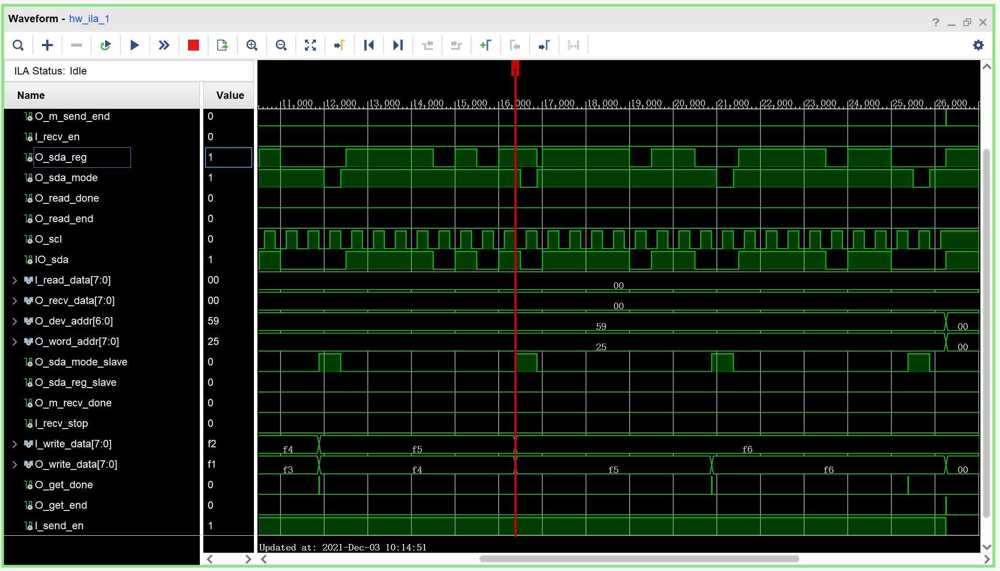 Waveform - hw_ila_1
ILA Status: Idle
Name Value
11,000 12,000 13,000 14,000 15,000 16,000 17,000 18,000 19,000 20,000 21,000 22,000 23,000 24,000 25,000 26,000
O_m_send_end 0
I_recv_en 0
O_sda_reg 1
O_sda_mode 1
O_read_done 0
O_read_end 0
O_scl 0
IO_sda 1
I_read_data[7:0] 00 00
O_recv_data[7:0] 00 00
O_dev_addr[6:0] 59 59 00
O_word_addr[7:0] 25 25 00
O_sda_mode_slave 0
O_sda_reg_slave 0
O_m_recv_done 0
I_recv_stop 0
I_write_data[7:0] f2 f4 f5 f6
O_write_data[7:0] f1 f3 f4 f5 f6 00
O_get_done 0
O_get_end 0
I_send_en 1
Updated at: 2021-Dec-03 10:14:51